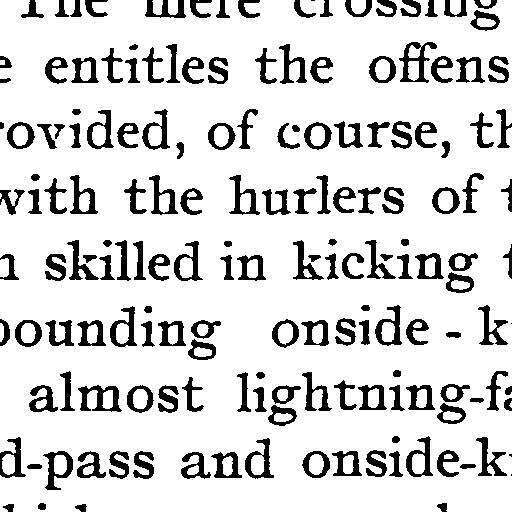 The mere crossing
entitles the offens
rovided, of course, th
with the hurlers of t
skilled in kicking t
bounding onside - k
almost lightning-fa
d-pass and onside-k